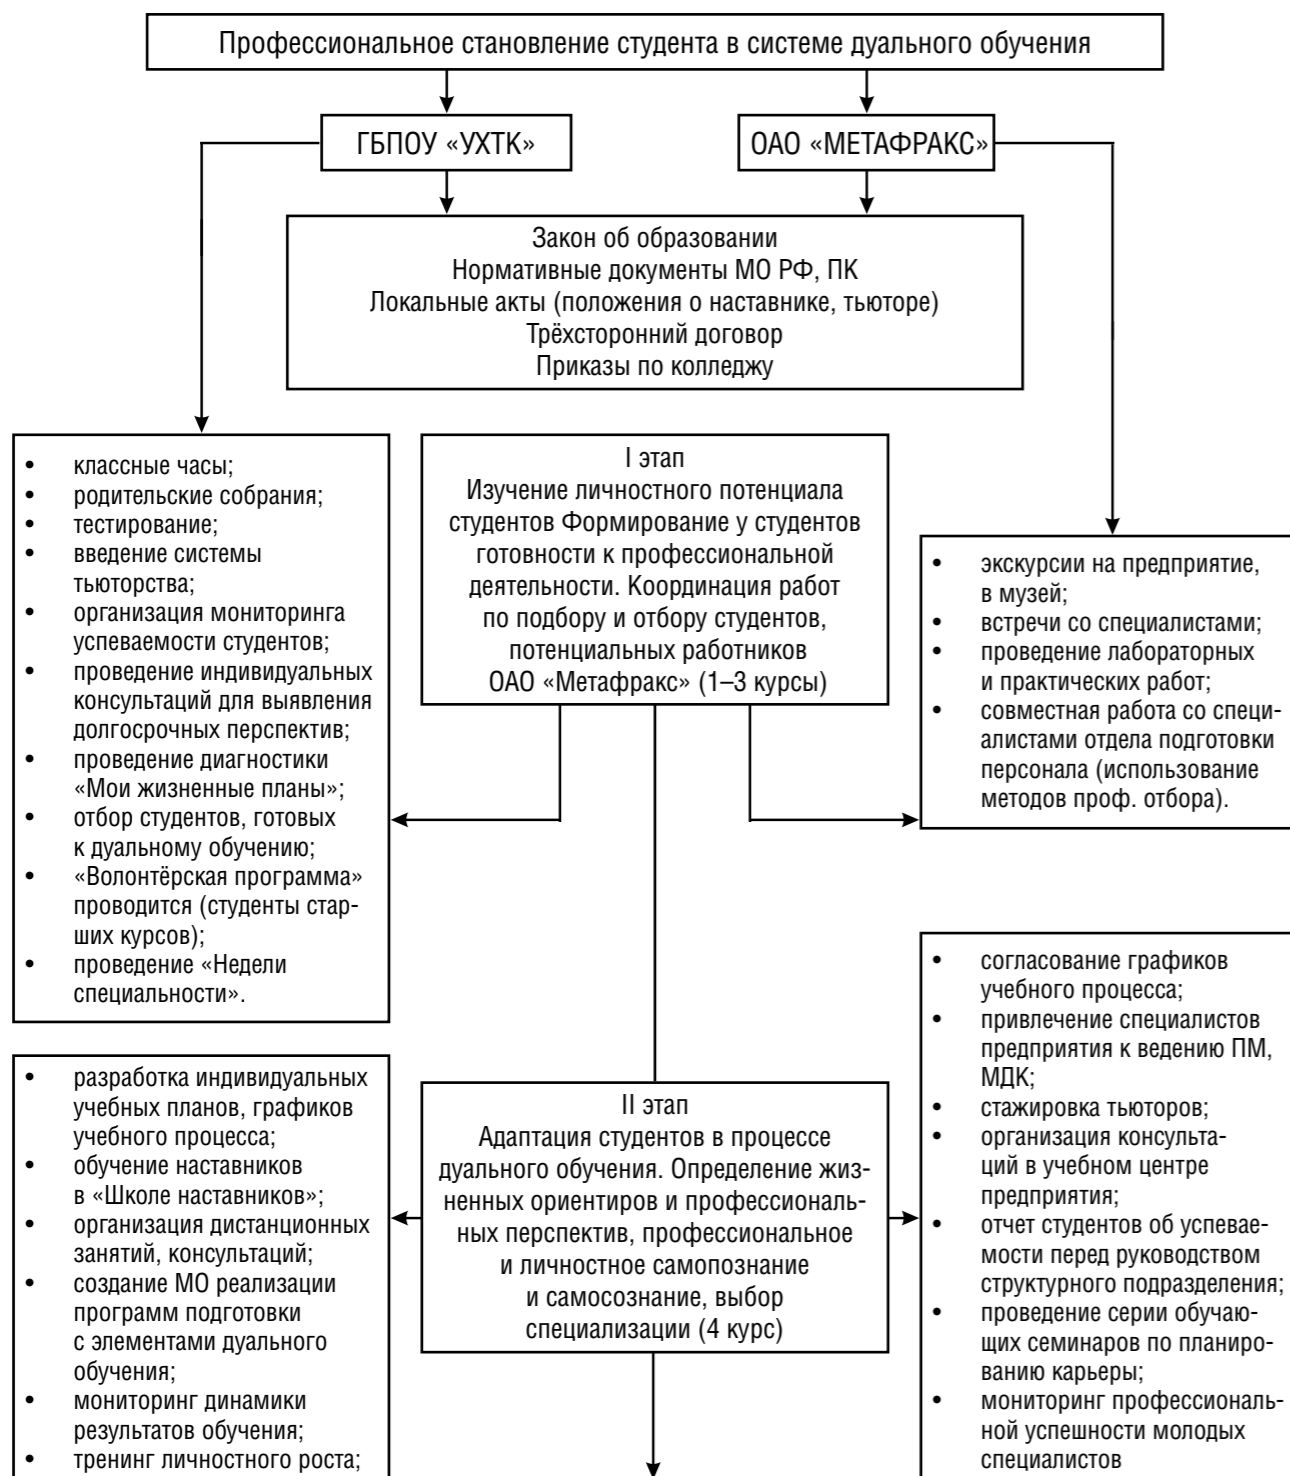 Профессиональное становление студента в системе дуального обучения
ГБПОУ «УХТК»
ОАО «МЕТАФРАКС»
Закон об образовании
Нормативные документы МО РФ, ПК
Локальные акты (положения о наставнике, тьюторе)
Трёхсторонний договор
Приказы по колледжу
• классные часы;
• родительские собрания;
• тестирование;
• введение системы
тьюторства;
• организация мониторинга
успеваемости студентов;
• проведение индивидуальных
консультаций для выявления
долгосрочных перспектив;
• проведение диагностики
«Мои жизненные планы»;
• отбор студентов, готовых
к дуальному обучению;
• «Волонтёрская программа»
проводится (студенты стар-
ших курсов);
• проведение «Недели
специальности».
I этап
Изучение личностного потенциала
студентов Формирование у студентов
готовности к профессиональной
деятельности. Координация работ
по подбору и отбору студентов,
потенциальных работников
ОАО «Метафракс» (1–3 курсы)
• экскурсии на предприятие,
в музей;
• встречи со специалистами;
• проведение лабораторных
и практических работ;
• совместная работа со специ-
алистами отдела подготовки
персонала (использование
методов проф. отбора).
• разработка индивидуальных
учебных планов, графиков
учебного процесса;
• обучение наставников
в «Школе наставников»;
• организация дистанционных
занятий, консультаций;
• создание МО реализации
программ подготовки
с элементами дуального
обучения;
• мониторинг динамики
результатов обучения;
• тренинг личностного роста;
II этап
Адаптация студентов в процессе
дуального обучения. Определение жиз-
ненных ориентиров и профессиональ-
ных перспектив, профессиональное
и личностное самопознание
и самосознание, выбор
специализации (4 курс)
• согласование графиков
учебного процесса;
• привлечение специалистов
предприятия к ведению ПМ,
МДК;
• стажировка тьюторов;
• организация консульта-
ций в учебном центре
предприятия;
• отчет студентов об успевае-
мости перед руководством
структурного подразделения;
• проведение серии обучаю-
щих семинаров по планиро-
ванию карьеры;
• мониторинг профессиональ-
ной успешности молодых
специалистов